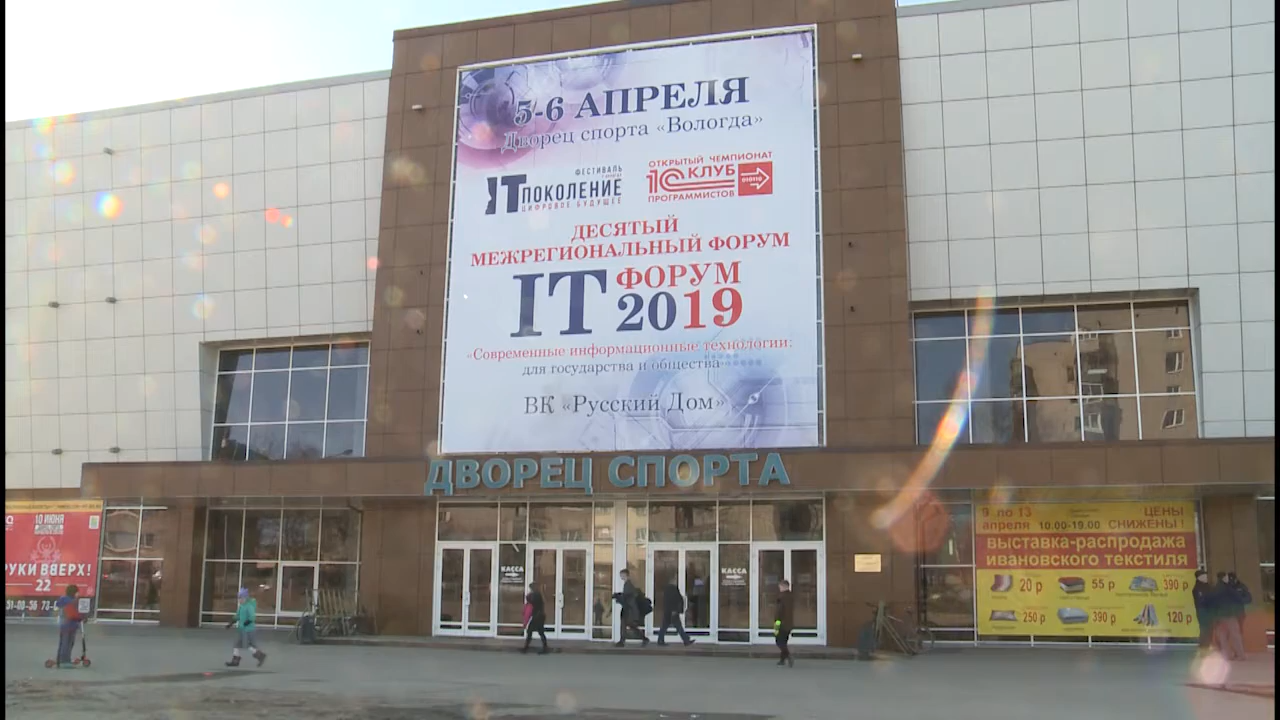 5-6 АПРЕЛЯ
Дворец спорта «Вологда»
ФЕСТИВАЛЬ
IТПОКОЛЕНИЕ
ЦИФРОВОЕ БУДУЩЕЕ
ОТКРЫТЫЙ ЧЕМПИОНАТ
1С КЛУБ
ПРОГРАММИСТОВ
ДЕСЯТЫЙ
МЕЖРЕГИОНАЛЬНЫЙ ФОРУМ
IT ФОРУМ
2019
«Современные информационные технологии:
для государства и общества»
ВК «Русский Дом»
ДВОРЕЦ СПОРТА
10 ИЮНЯ
РУКИ ВВЕРХ!
22
КАССА
КАССА
9 по 13
апреля 10.00-19.00
ЦЕНЫ
СНИЖЕНЫ!
выставка-распродажа
ивановского текстиля
20 р 55 р 390 р
250 р 390 р 120 р